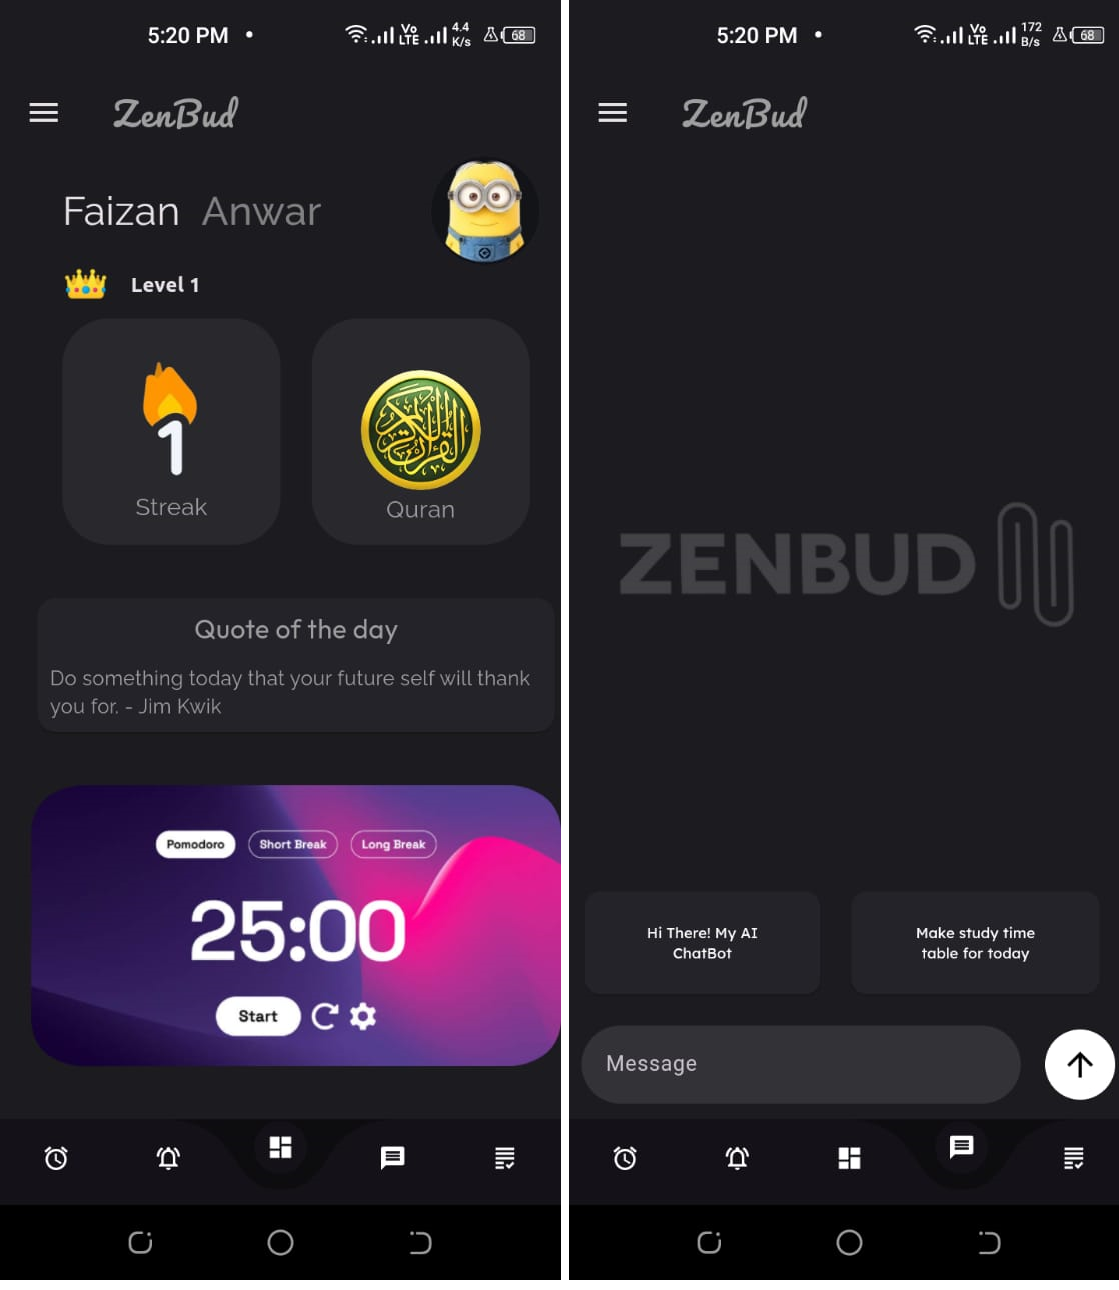 5:20 PM
Vo LTE
4.4 K/s
68
ZenBud
Faizan Anwar
Level 1
1
Streak
القرآن الكريم
Quran
Quote of the day
Do something today that your future self will thank
you for. - Jim Kwik
Pomodoro
Short Break
Long Break
25:00
Start
5:20 PM
Vo LTE
172 B/s
68
ZenBud
ZENBUD
Hi There! My AI
ChatBot
Make study time
table for today
Message